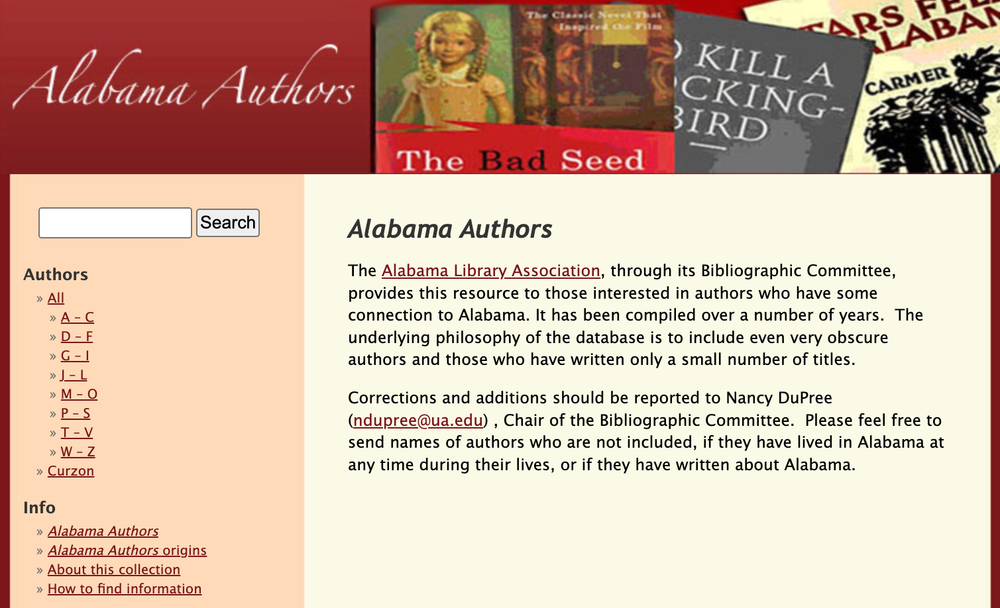 Alabama Authors
The Classic Novel That
Inspired the Film
The Bad Seed
KILL A
CKING-
BIRD
TARS FEL
ALABAM
CARMER
Search
Authors
» All
» A – C
» D – F
» G – I
» J – L
» M – O
» P – S
» T – V
» W – Z
» Curzon
Info
» Alabama Authors
» Alabama Authors origins
» About this collection
» How to find information
Alabama Authors
The Alabama Library Association, through its Bibliographic Committee,
provides this resource to those interested in authors who have some
connection to Alabama. It has been compiled over a number of years.  The
underlying philosophy of the database is to include even very obscure
authors and those who have written only a small number of titles.
Corrections and additions should be reported to Nancy DuPree
(ndupree@ua.edu) , Chair of the Bibliographic Committee.  Please feel free to
send names of authors who are not included, if they have lived in Alabama at
any time during their lives, or if they have written about Alabama.